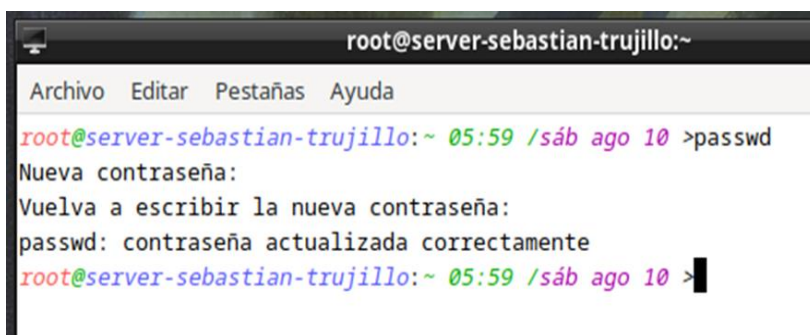 root@server-sebastian-trujillo:~
Archivo Editar Pestañas Ayuda
root@server-sebastian-trujillo:~ 05:59 /sáb ago 10 >passwd
Nueva contraseña:
Vuelva a escribir la nueva contraseña:
passwd: contraseña actualizada correctamente
root@server-sebastian-trujillo:~ 05:59 /sáb ago 10 >